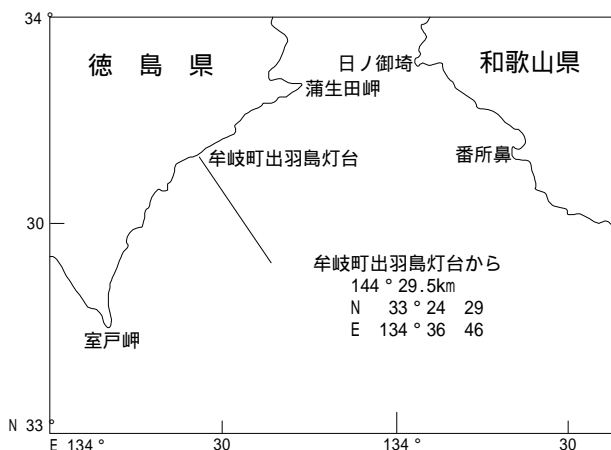 34°
徳島県
日ノ御埼
和歌山県
蒲生田岬
番所鼻
牟岐町出羽島灯台
30
牟岐町出羽島灯台から
144°29.5km
N 33°24 29
E 134°36 46
室戸岬
N 33°
E 134°
30
134°
30